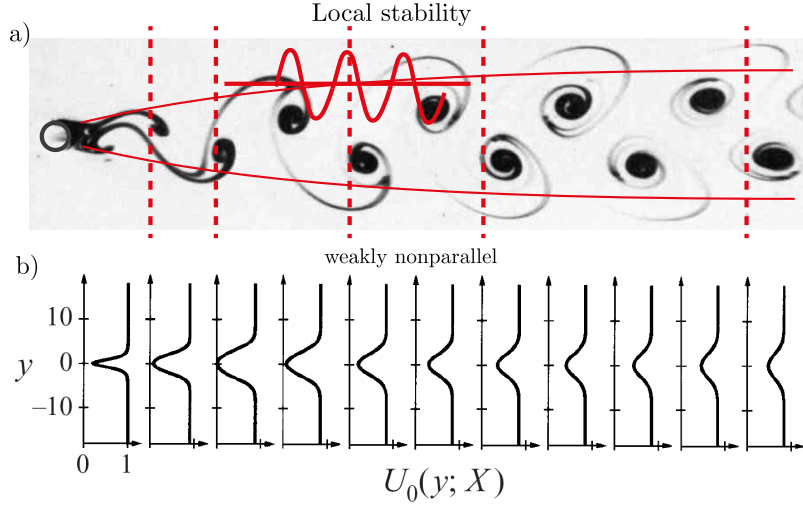 Local stability
a)
weakly nonparallel
b)
10
y
0
–10
0 1
U₀(y; X)